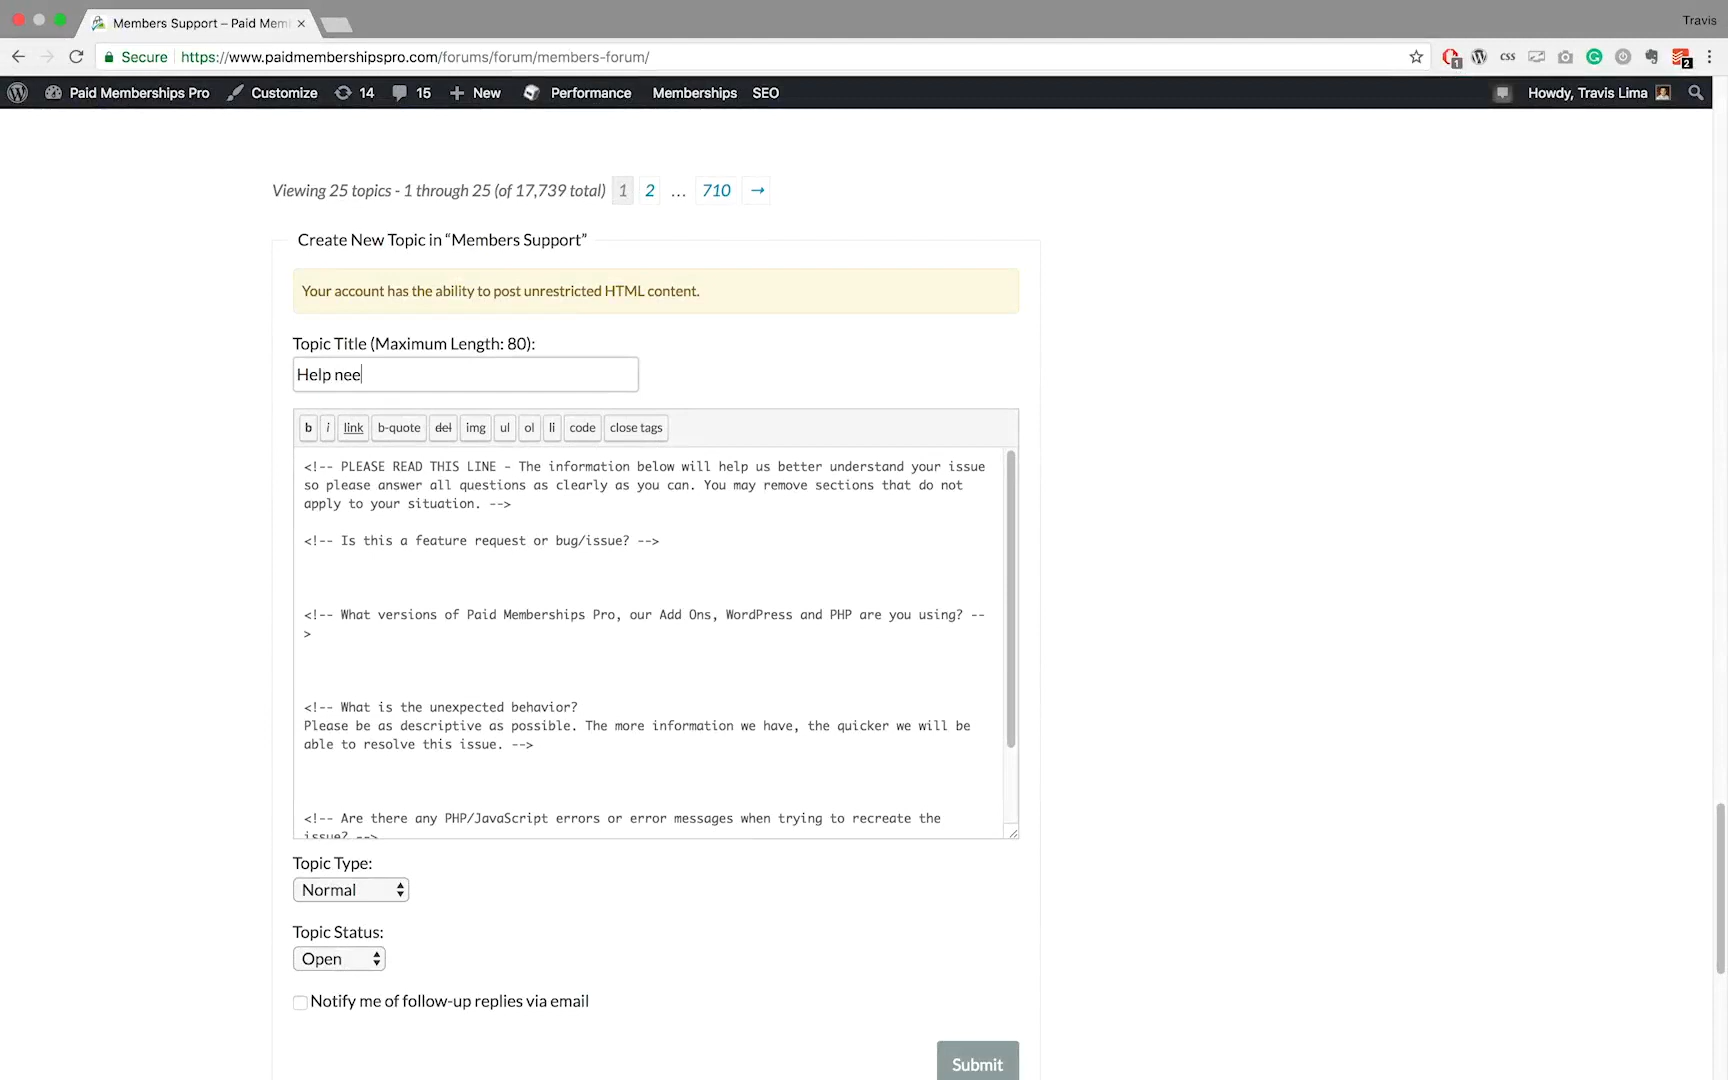 Members Support – Paid Mem
Travis
Secure https://www.paidmembershipspro.com/forums/forum/members-forum/
1
CSS
2
Paid Memberships Pro Customize 14 15 New Performance Memberships SEO Howdy, Travis Lima
Viewing 25 topics - 1 through 25 (of 17,739 total) 1 2 … 710 →
Create New Topic in “Members Support”
Your account has the ability to post unrestricted HTML content.
Topic Title (Maximum Length: 80):
Help nee
b i link b-quote del img ul ol li code close tags
<!-- PLEASE READ THIS LINE - The information below will help us better understand your issue
so please answer all questions as clearly as you can. You may remove sections that do not
apply to your situation. -->
<!-- Is this a feature request or bug/issue? -->
<!-- What versions of Paid Memberships Pro, our Add Ons, WordPress and PHP are you using? --
>
<!-- What is the unexpected behavior?
Please be as descriptive as possible. The more information we have, the quicker we will be
able to resolve this issue. -->
<!-- Are there any PHP/JavaScript errors or error messages when trying to recreate the
issue? -->
Topic Type:
Normal
Topic Status:
Open
Notify me of follow-up replies via email
Submit